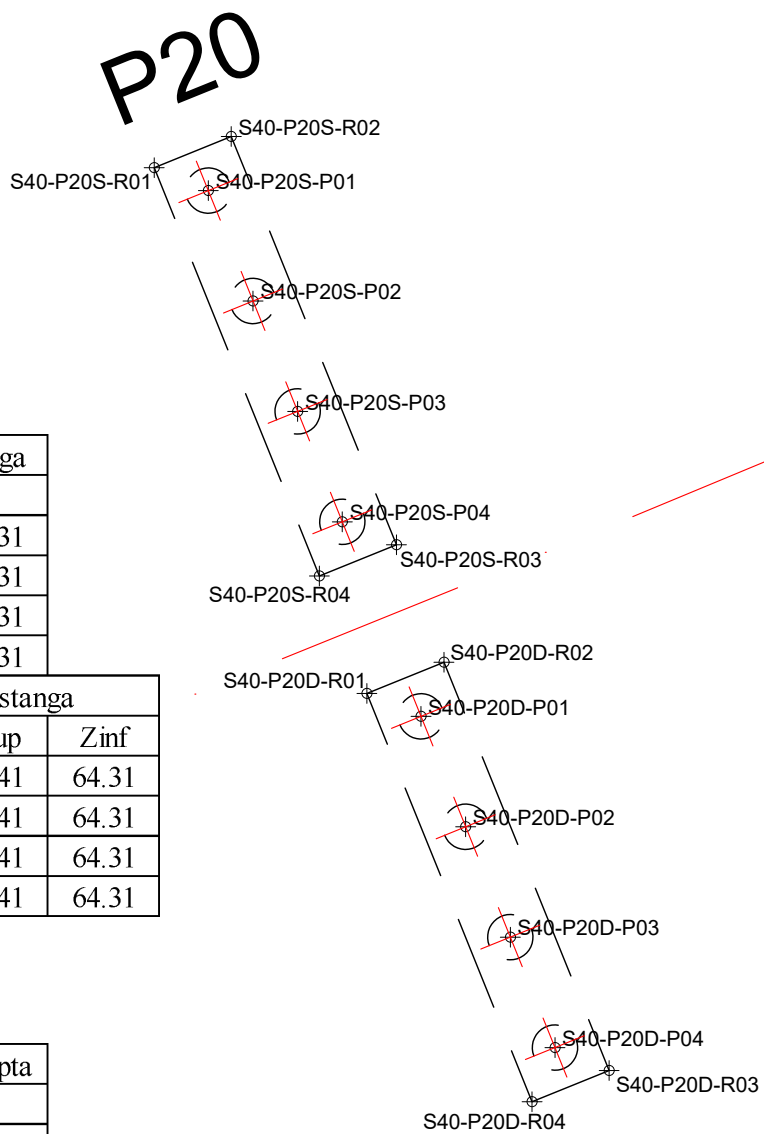 P20
S40-P20S-R02
S40-P20S-R01
S40-P20S-P01
S40-P20S-P02
S40-P20S-P03
S40-P20S-P04
S40-P20S-R03
S40-P20S-R04
S40-P20D-R02
S40-P20D-R01
S40-P20D-P01
S40-P20D-P02
S40-P20D-P03
S40-P20D-P04
S40-P20D-R03
S40-P20D-R04
ga
31
31
31
31
stanga
up Zinf
41 64.31
41 64.31
41 64.31
41 64.31
pta